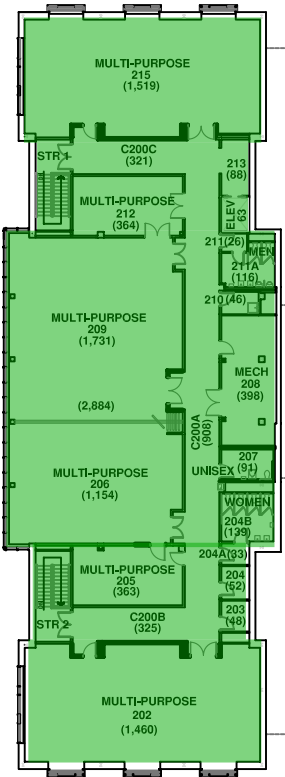 MULTI-PURPOSE
215
(1,519)
STR 1
C200C
(321)
213
(88)
MULTI-PURPOSE
212
(364)
ELEV
63
211(26)
MEN
211A
(116)
210 (46)
MULTI-PURPOSE
209
(1,731)
MECH
208
(398)
(2,884)
C200A
(908)
MULTI-PURPOSE
206
(1,154)
207
(91)
UNISEX
WOMEN
204B
(139)
204A(33)
MULTI-PURPOSE
205
(363)
204
(52)
203
(48)
STR 2
C200B
(325)
MULTI-PURPOSE
202
(1,460)